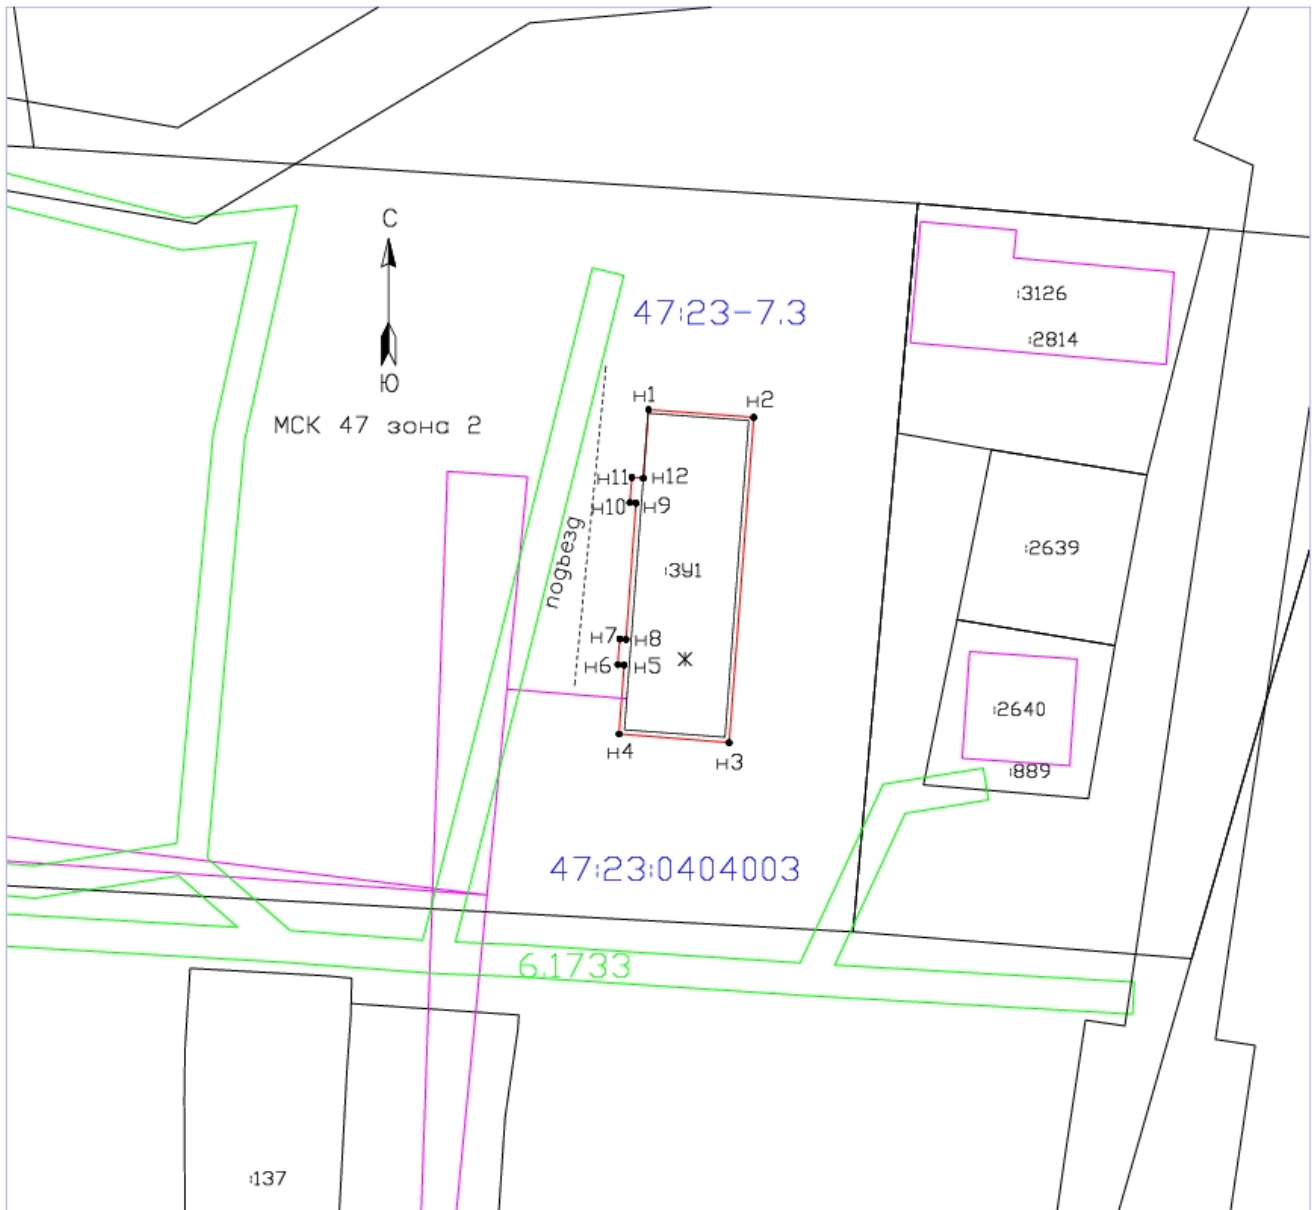 С
47:23-7.3
:3126
:2814
Ю
МСК 47 зона 2
н1
н2
н11
н12
н10
н9
подъезд
:ЗУ1
:2639
н7
н8
н6
н5
Ж
:2640
н4
н3
:889
47:23:0404003
6.1733
:137